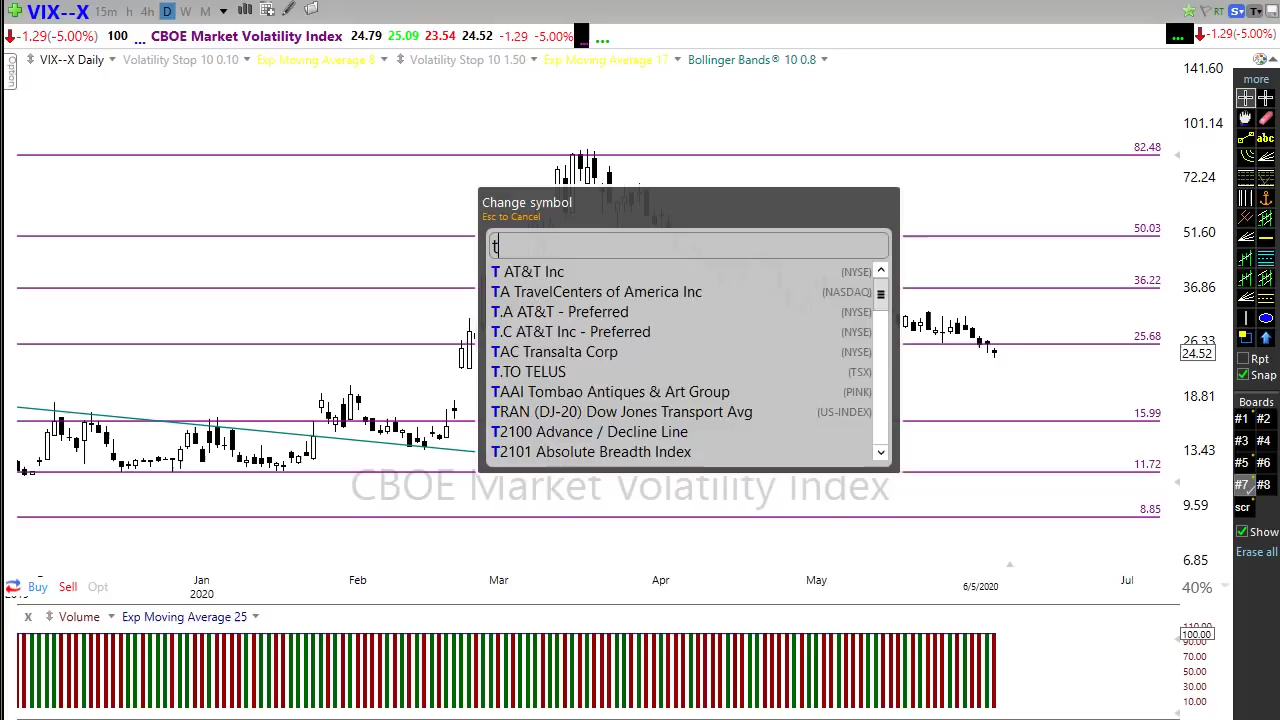 VIX--X 15m h 4h D W M RT S T
-1.29(-5.00%) 100 ... CBOE Market Volatility Index 24.79 25.09 23.54 24.52 -1.29 -5.00% ... ... ... -1.29(-5.00%)
Option
VIX--X Daily Volatility Stop 10 0.10 Exp Moving Average 8 Volatility Stop 10 1.50 Exp Moving Average 17 Bollinger Bands® 10 0.8
141.60
more
abc
101.14
82.48
72.24
50.03
51.60
36.22
36.86
25.68
26.33
24.52
Rpt
Snap
18.81
Boards
15.99
#1 #2
#3 #4
13.43
#5 #6
11.72
#7 #8
9.59
scr
8.85
Show
Erase all
6.85
Change symbol
Esc to Cancel
t
T AT&T Inc (NYSE)
TA TravelCenters of America Inc (NASDAQ)
T.A AT&T - Preferred (NYSE)
T.C AT&T Inc - Preferred (NYSE)
TAC Transalta Corp (NYSE)
T.TO TELUS (TSX)
TAAI Tombao Antiques & Art Group (PINK)
TRAN (DJ-20) Dow Jones Transport Avg (US-INDEX)
T2100 Advance / Decline Line
T2101 Absolute Breadth Index
CBOE Market Volatility Index
Buy Sell Opt
Jan Feb Mar Apr May 6/5/2020 Jul
2020
40%
X Volume Exp Moving Average 25
100.00
90.00
70.00
50.00
30.00
10.00